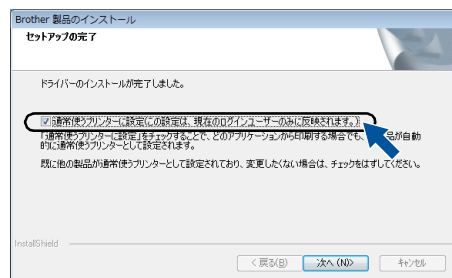 Brother 製品のインストール
セットアップの完了
ドライバーのインストールが完了しました。
通常使うプリンターに設定(この設定は、現在のログインユーザーのみに反映されます。)
「通常使うプリンターに設定」をチェックすることで、どのアプリケーションから印刷する場合でも、品が自動
的に通常使うプリンターとして設定されます。
既に他の製品が通常使うプリンターとして設定されており、変更したくない場合は、チェックをはずしてください。
InstallShield
< 戻る(B)
次へ (N)>
キャンセル